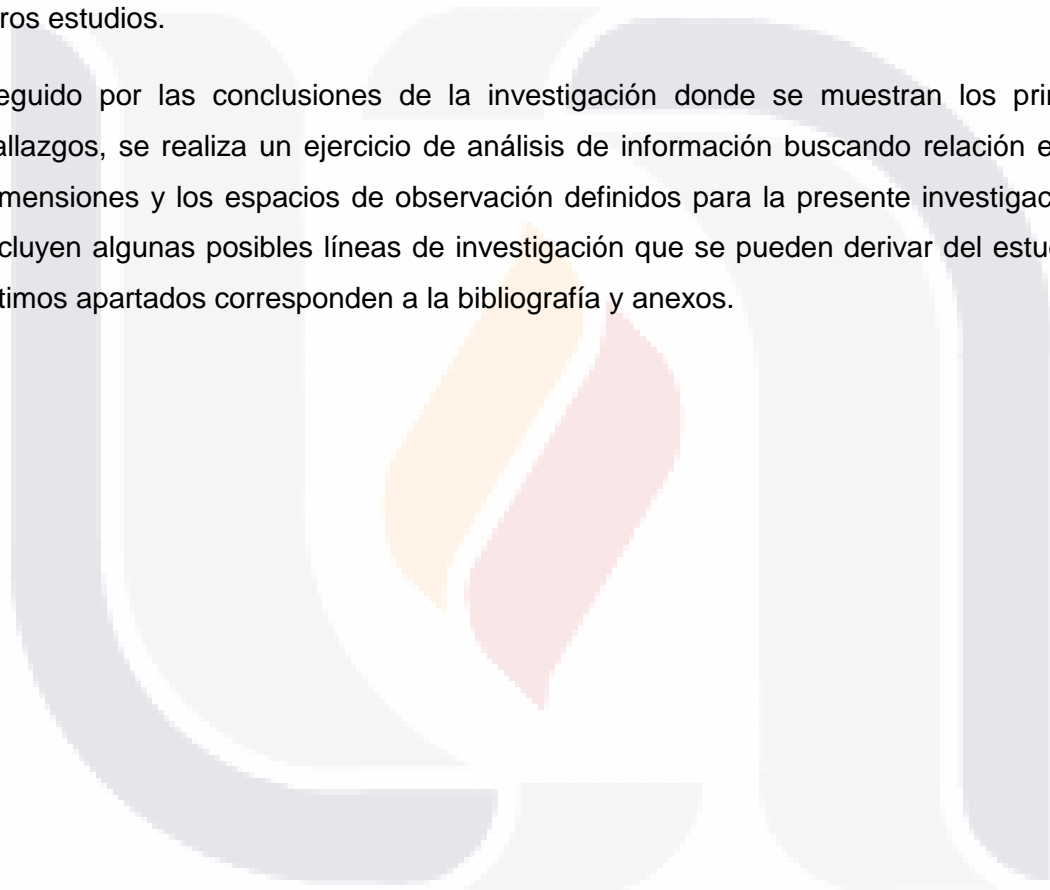 ros estudios.
eguido por las conclusiones de la investigación donde se muestran los prin
allazgos, se realiza un ejercicio de análisis de información buscando relación e
mensiones y los espacios de observación definidos para la presente investigac
cluyen algunas posibles líneas de investigación que se pueden derivar del estu
timos apartados corresponden a la bibliografía y anexos.